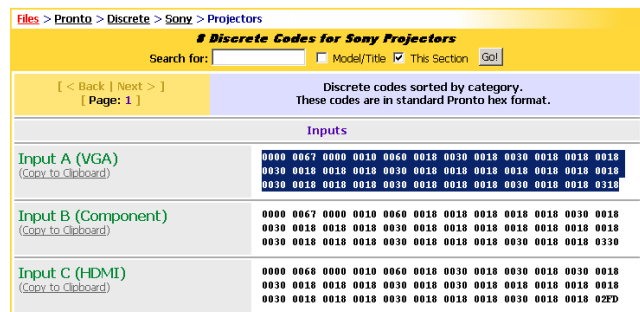 Files > Pronto > Discrete > Sony > Projectors
8 Discrete Codes for Sony Projectors
Search for: Model/Title This Section Go!
[ < Back | Next > ]
[ Page: 1 ]
Discrete codes sorted by category.
These codes are in standard Pronto hex format.
Inputs
Input A (VGA)
(Copy to Clipboard)
0000 0067 0000 0010 0060 0018 0030 0018 0030 0018 0018 0018
0030 0018 0018 0018 0030 0018 0018 0018 0018 0018 0018 0018
0030 0018 0018 0018 0030 0018 0018 0018 0018 0018 0018 0318
Input B (Component)
(Copy to Clipboard)
0000 0067 0000 0010 0060 0018 0018 0018 0018 0018 0030 0018
0030 0018 0018 0018 0030 0018 0018 0018 0018 0018 0018 0018
0030 0018 0018 0018 0030 0018 0018 0018 0030 0018 0018 0330
Input C (HDMI)
(Copy to Clipboard)
0000 0068 0000 0010 0060 0018 0030 0018 0030 0018 0030 0018
0030 0018 0018 0018 0030 0018 0018 0018 0018 0018 0018 0018
0030 0018 0018 0018 0030 0018 0018 0018 0030 0018 0018 02FD